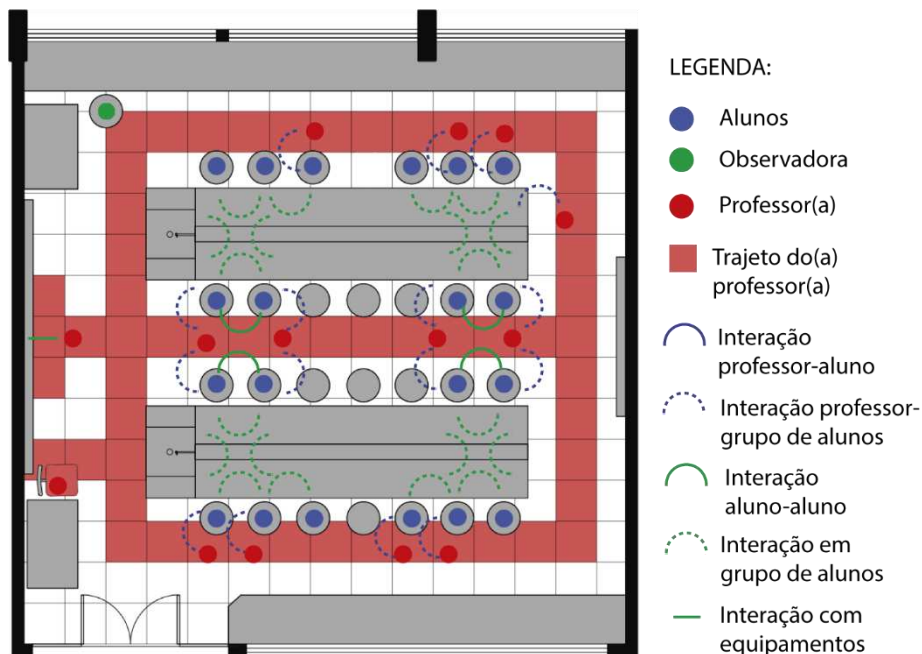 LEGENDA:
Alunos
Observadora
Professor(a)
Trajeto do(a)
professor(a)
Interação
professor-aluno
Interação professor-
grupo de alunos
Interação
aluno-aluno
Interação em
grupo de alunos
Interação com
equipamentos